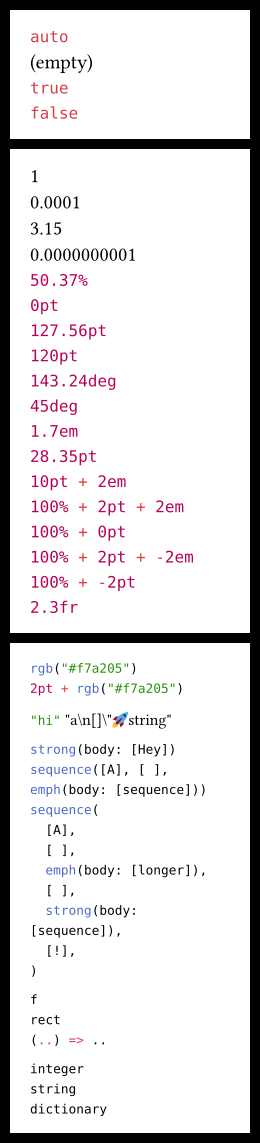 auto
(empty)
true
false
1
0.0001
3.15
0.0000000001
50.37%
0pt
127.56pt
120pt
143.24deg
45deg
1.7em
28.35pt
10pt + 2em
100% + 2pt + 2em
100% + 0pt
100% + 2pt + -2em
100% + -2pt
2.3fr
rgb("#f7a205")
2pt + rgb("#f7a205")
"hi" "a\n[]\"🚀string"
strong(body: [Hey])
sequence([A], [ ],
emph(body: [sequence]))
sequence(
  [A],
  [ ],
  emph(body: [longer]),
  [ ],
  strong(body:
[sequence]),
  [!],
)
f
rect
(..) => ..
integer
string
dictionary